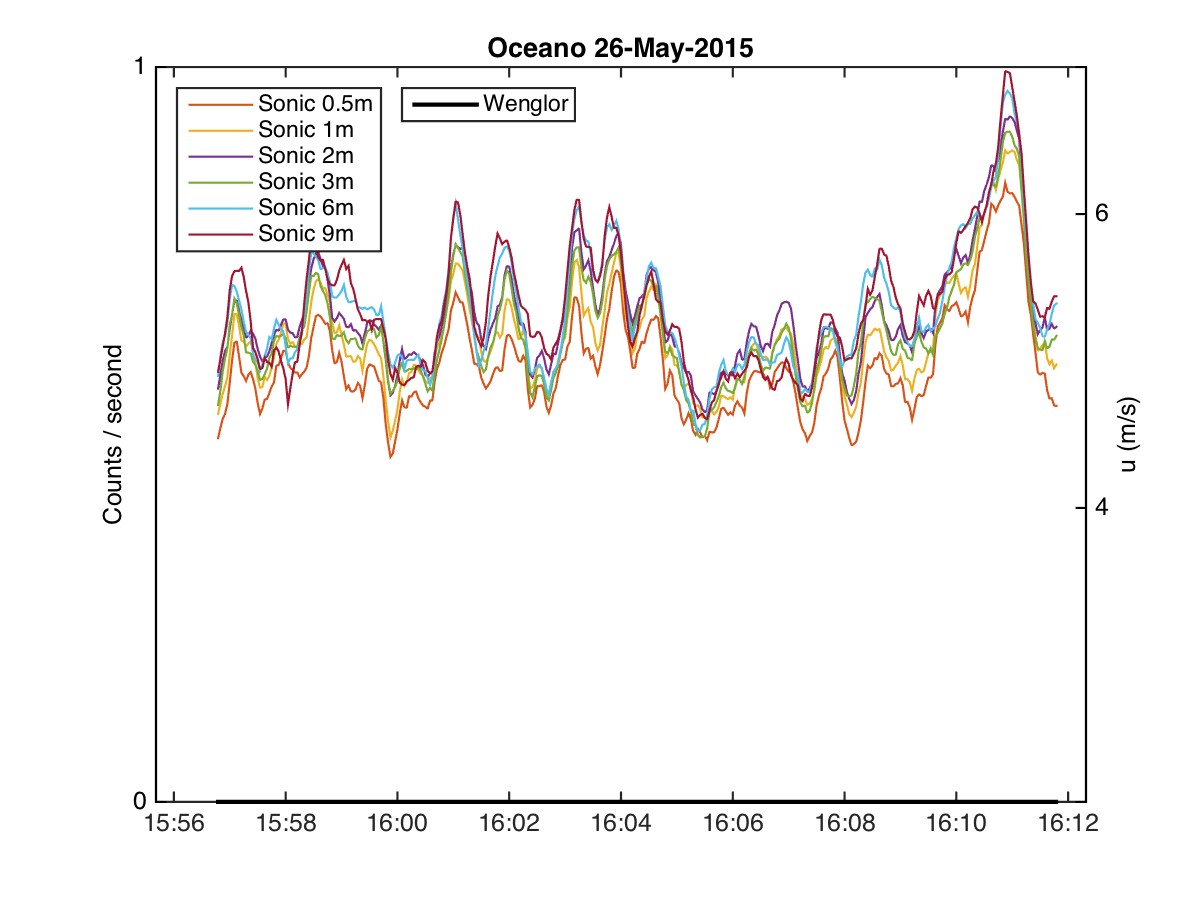 Oceano 26-May-2015
1
Sonic 0.5m
Sonic 1m
Sonic 2m
Sonic 3m
Sonic 6m
Sonic 9m
Wenglor
6
4
Counts / second
u (m/s)
0
15:56 15:58 16:00 16:02 16:04 16:06 16:08 16:10 16:12